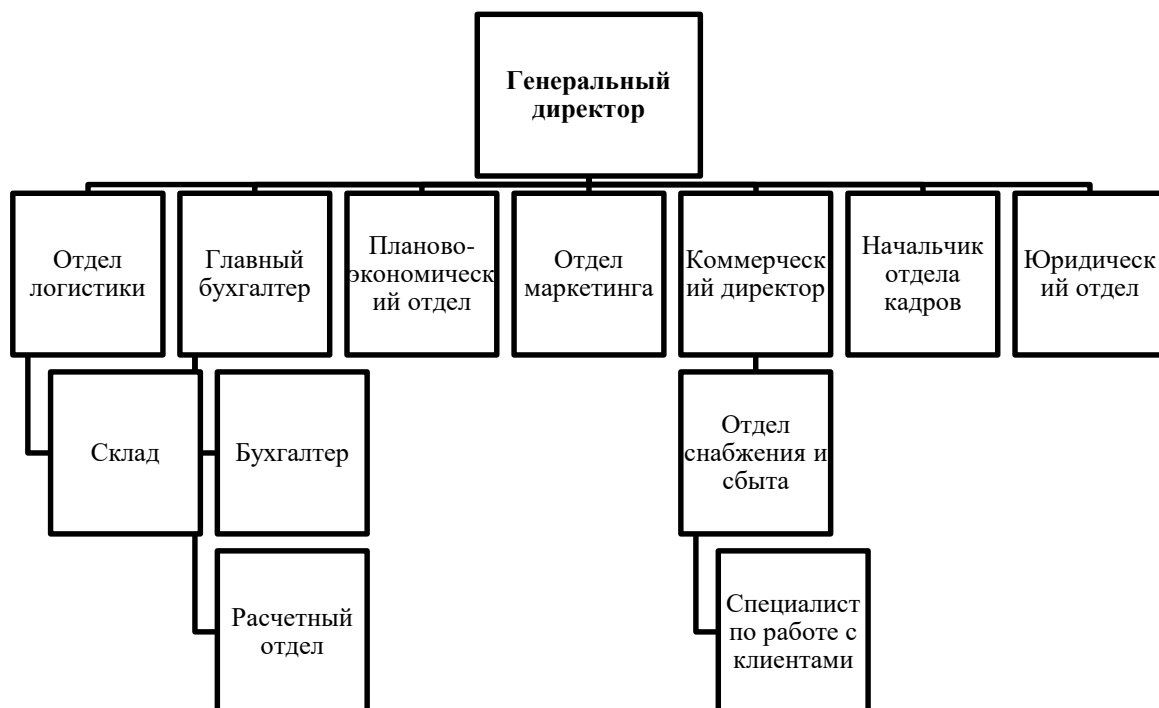 Генеральный
директор
Отдел
логистики
Главный
бухгалтер
Планово-
экономическ
ий отдел
Отдел
маркетинга
Коммерческ
ий директор
Начальник
отдела
кадров
Юридическ
ий отдел
Склад
Бухгалтер
Отдел
снабжения и
сбыта
Расчетный
отдел
Специалист
по работе с
клиентами